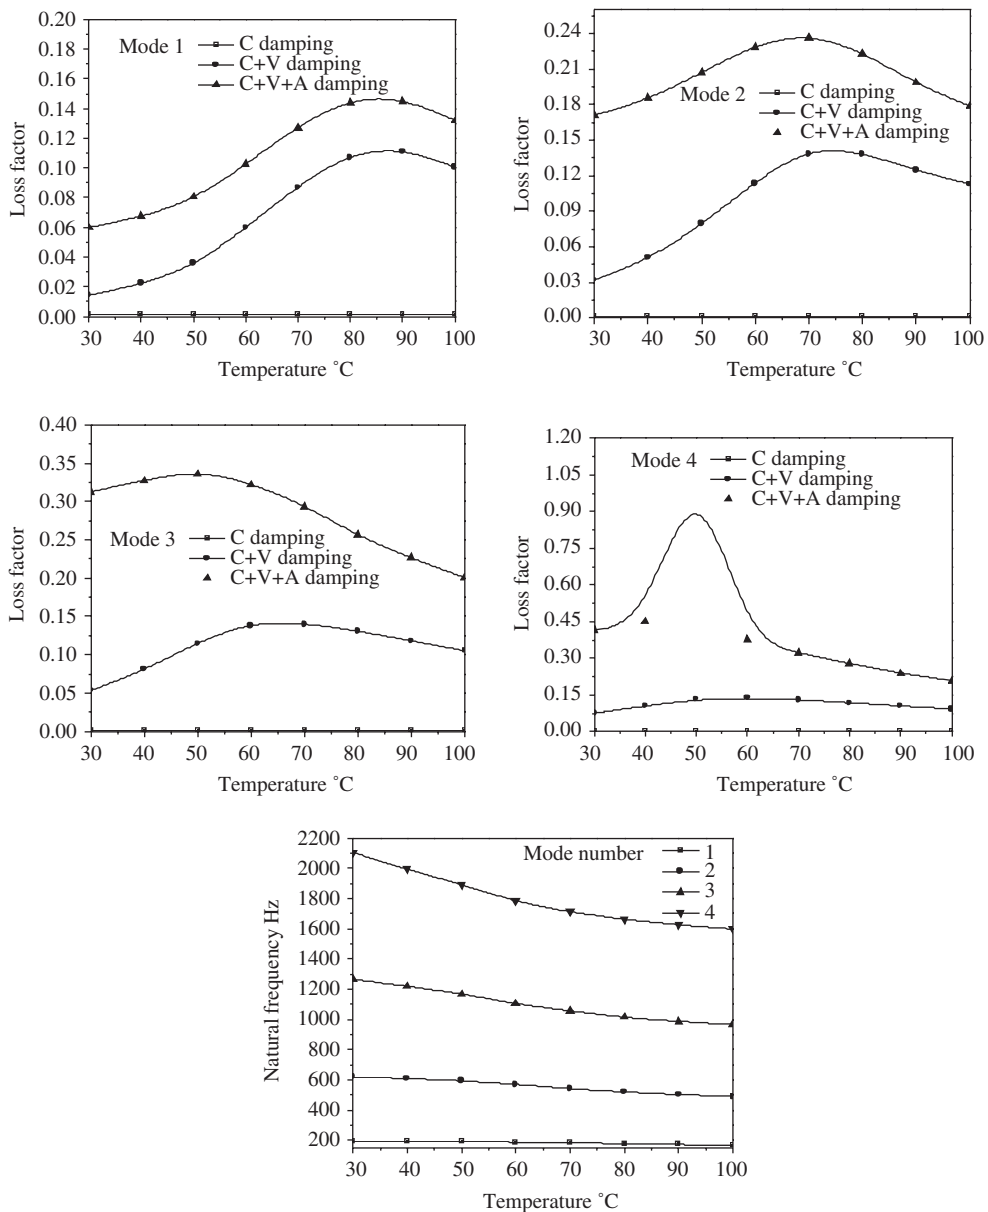 0.20
0.18
0.16
0.14
0.12
0.10
0.08
0.06
0.04
0.02
0.00
Loss factor
Mode 1
C damping
C+V damping
C+V+A damping
30 40 50 60 70 80 90 100
Temperature °C
0.24
0.21
0.18
0.15
0.12
0.09
0.06
0.03
0.00
Loss factor
Mode 2
C damping
C+V damping
C+V+A damping
30 40 50 60 70 80 90 100
Temperature °C
0.40
0.35
0.30
0.25
0.20
0.15
0.10
0.05
0.00
Loss factor
Mode 3
C damping
C+V damping
C+V+A damping
30 40 50 60 70 80 90 100
Temperature °C
1.20
1.05
0.90
0.75
0.60
0.45
0.30
0.15
0.00
Loss factor
Mode 4
C damping
C+V damping
C+V+A damping
30 40 50 60 70 80 90 100
Temperature °C
2200
2000
1800
1600
1400
1200
1000
800
600
400
200
Natural frequency Hz
Mode number
1
2
3
4
30 40 50 60 70 80 90 100
Temperature °C